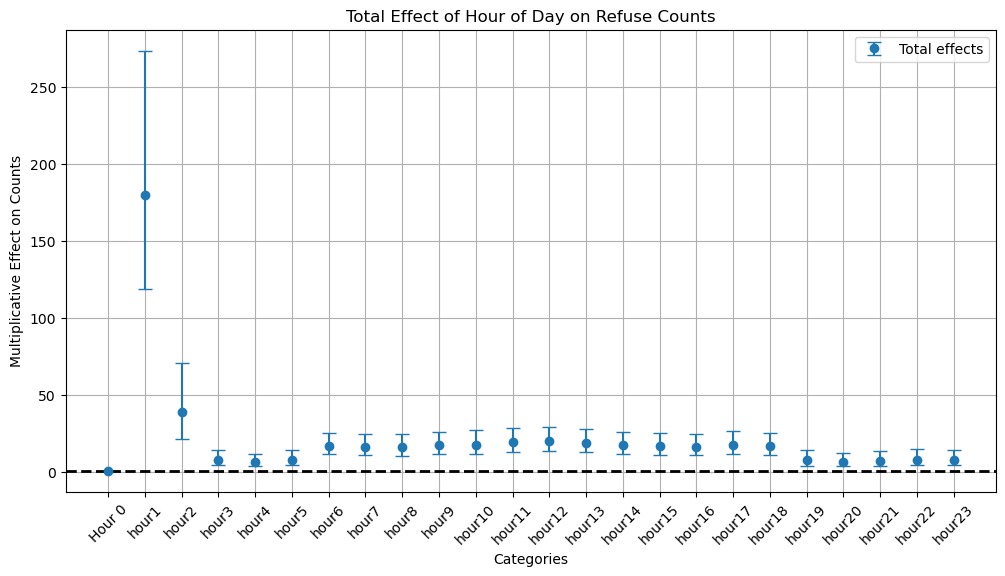 Total Effect of Hour of Day on Refuse Counts
Total effects
Multiplicative Effect on Counts
250
200
150
100
50
0
Hour 0
hour1
hour2
hour3
hour4
hour5
hour6
hour7
hour8
hour9
hour10
hour11
hour12
hour13
hour14
hour15
hour16
hour17
hour18
hour19
hour20
hour21
hour22
hour23
Categories